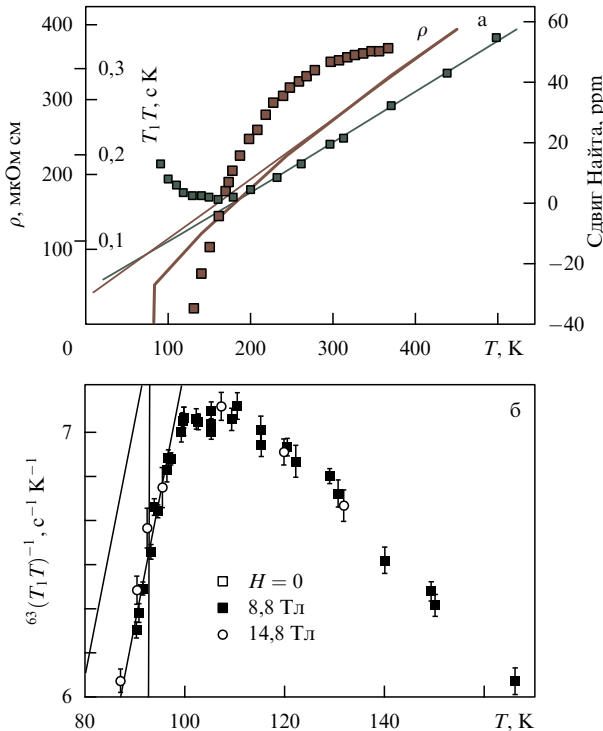 400
300
200
100
0
ρ, мкОм см
0,3
0,2
0,1
T₁T, с К
ρ
а
60
40
20
0
−20
−40
Сдвиг Найта, ppm
100
200
300
400
T, К
б
7
6
⁶³(T₁T)⁻¹, с⁻¹ К⁻¹
H = 0
8,8 Тл
14,8 Тл
80
100
120
140
T, К